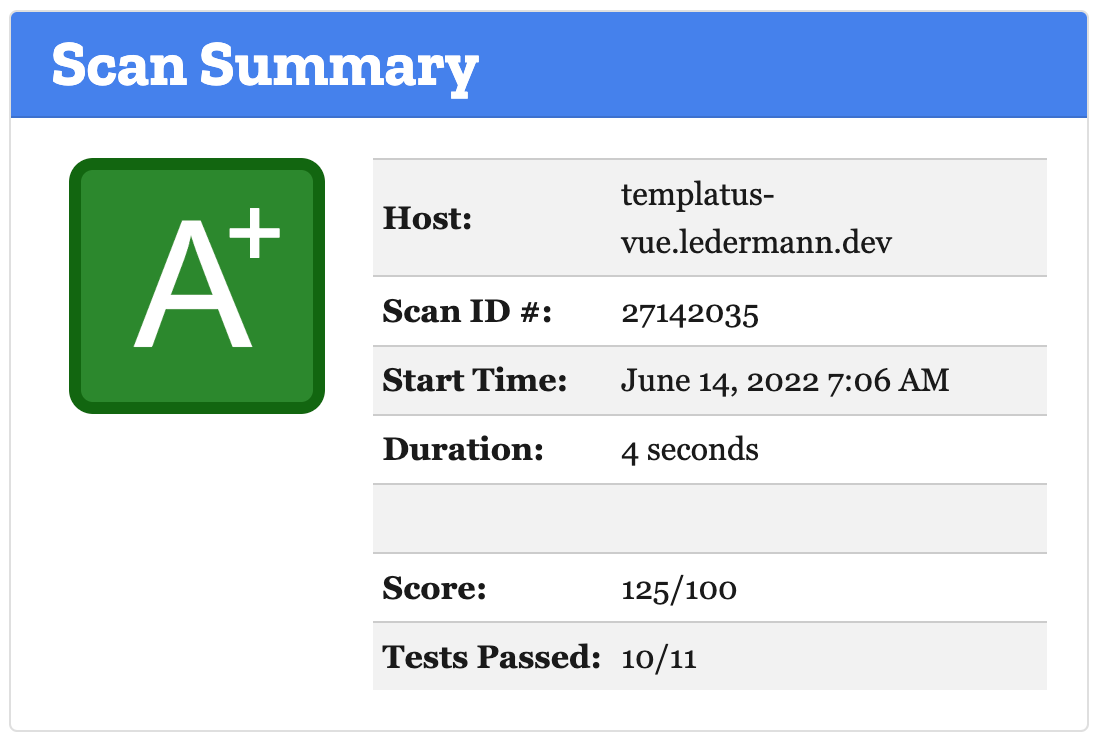 Scan Summary
A+
Host: templatus-
vue.ledermann.dev
Scan ID #: 27142035
Start Time: June 14, 2022 7:06 AM
Duration: 4 seconds
Score: 125/100
Tests Passed: 10/11